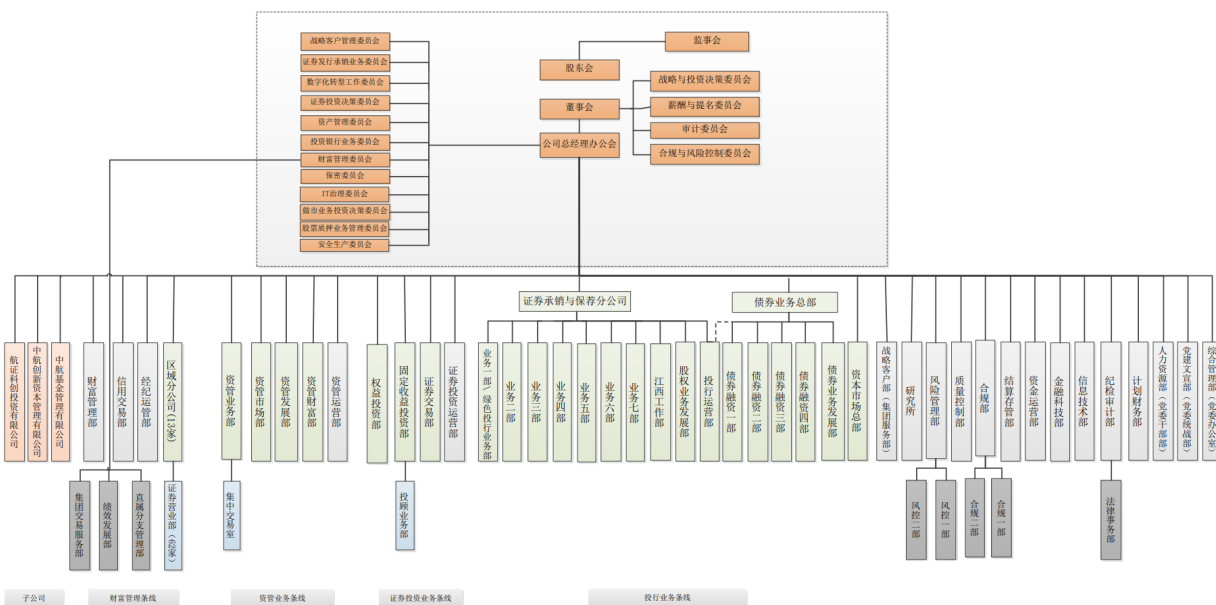 战略客户管理委员会
证券发行承销业务委员会
数字化转型工作委员会
证券投资决策委员会
资产管理委员会
投资银行业务委员会
财富管理委员会
保密委员会
IT治理委员会
做市业务投资决策委员会
股票质押业务管理委员会
安全生产委员会
监事会
股东会
董事会
公司总经理办公会
战略与投资决策委员会
薪酬与提名委员会
审计委员会
合规与风险控制委员会
证券承销与保荐分公司
债券业务总部
航证科创投资有限公司
中航创新资本管理有限公司
中航基金管理有限公司
财富管理部
信用交易部
经纪运管部
区域分公司(13家)
资管业务部
资管市场部
资管发展部
资管财富部
资管运营部
权益投资部
固定收益投资部
证券交易部
证券投资运营部
业务一部/绿色投行业务部
业务二部
业务三部
业务四部
业务五部
业务六部
业务七部
江西工作部
股权业务发展部
投行运营部
债券融资一部
债券融资二部
债券融资三部
债券融资四部
债券业务发展部
资本市场总部
战略客户部(集团服务部)
研究所
风险管理部
质量控制部
合规部
结算存管部
资金运营部
金融科技部
信息技术部
纪检审计部
计划财务部
人力资源部(党委干部部)
党建文宣部(党委统战部)
综合管理部(党委办公室)
集团交易服务部
绩效发展部
直属分支管理部
证券营业部(62家)
集中交易室
投顾业务部
风控二部
风控一部
合规二部
合规一部
法律事务部
子公司
财富管理条线
资管业务条线
证券投资业务条线
投行业务条线